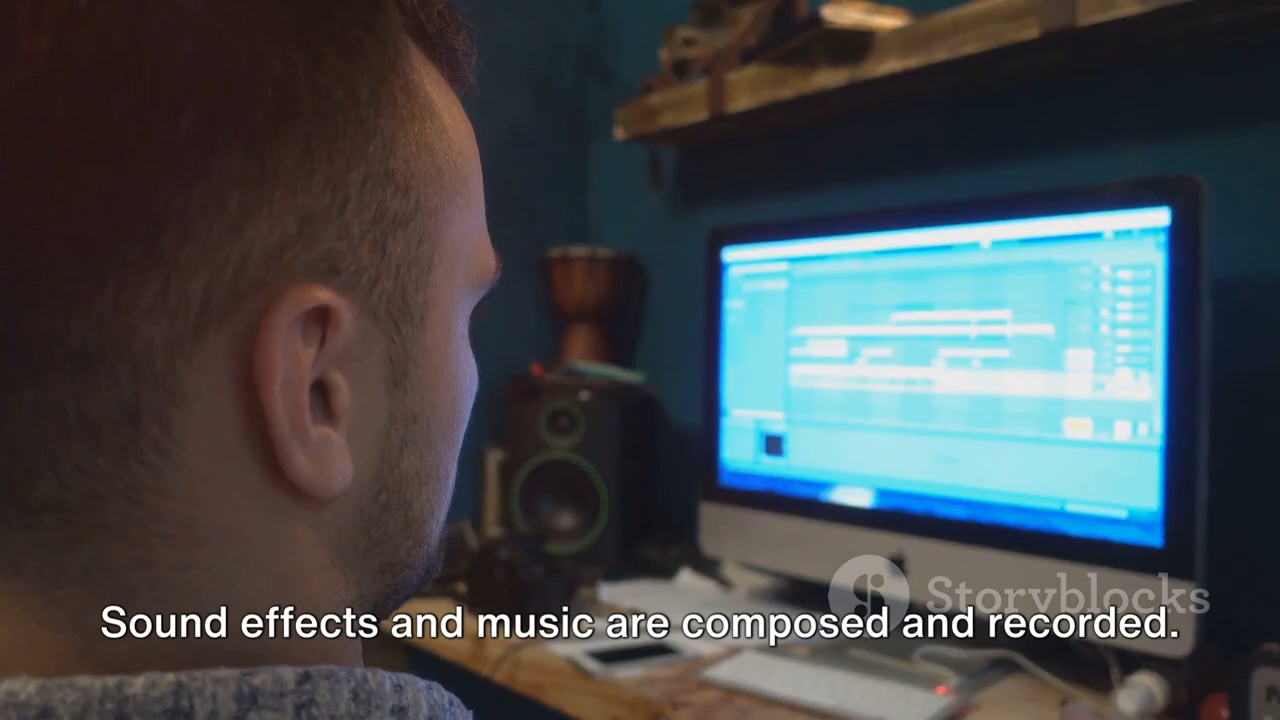 Storyblocks
Sound effects and music are composed and recorded.